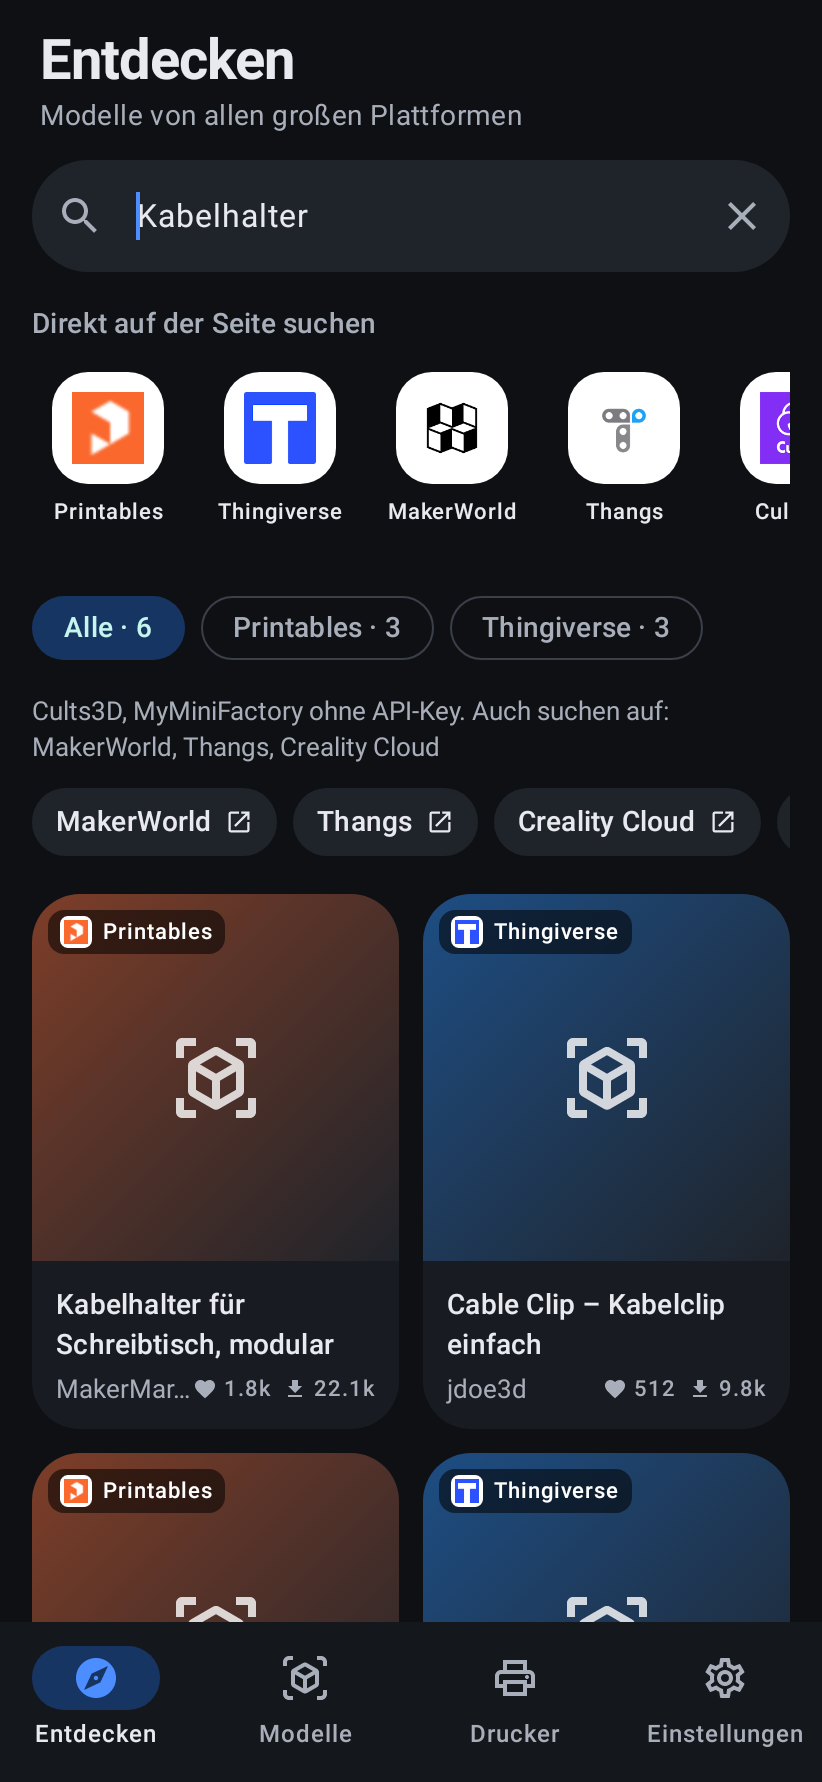 Entdecken
Modelle von allen großen Plattformen
Kabelhalter
Direkt auf der Seite suchen
Printables
Thingiverse
MakerWorld
Thangs
Cul
Alle · 6
Printables · 3
Thingiverse · 3
Cults3D, MyMiniFactory ohne API-Key. Auch suchen auf:
MakerWorld, Thangs, Creality Cloud
MakerWorld
Thangs
Creality Cloud
Printables
Thingiverse
Kabelhalter für
Schreibtisch, modular
MakerMar… 1.8k 22.1k
Cable Clip – Kabelclip
einfach
jdoe3d 512 9.8k
Printables
Thingiverse
Entdecken
Modelle
Drucker
Einstellungen